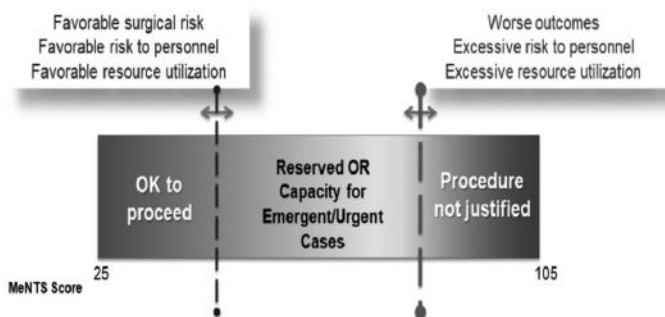 Favorable surgical risk
Favorable risk to personnel
Favorable resource utilization
Worse outcomes
Excessive risk to personnel
Excessive resource utilization
OK to
proceed
Reserved OR
Capacity for
Emergent/Urgent
Cases
Procedure
not justified
25
105
MeNTS Score